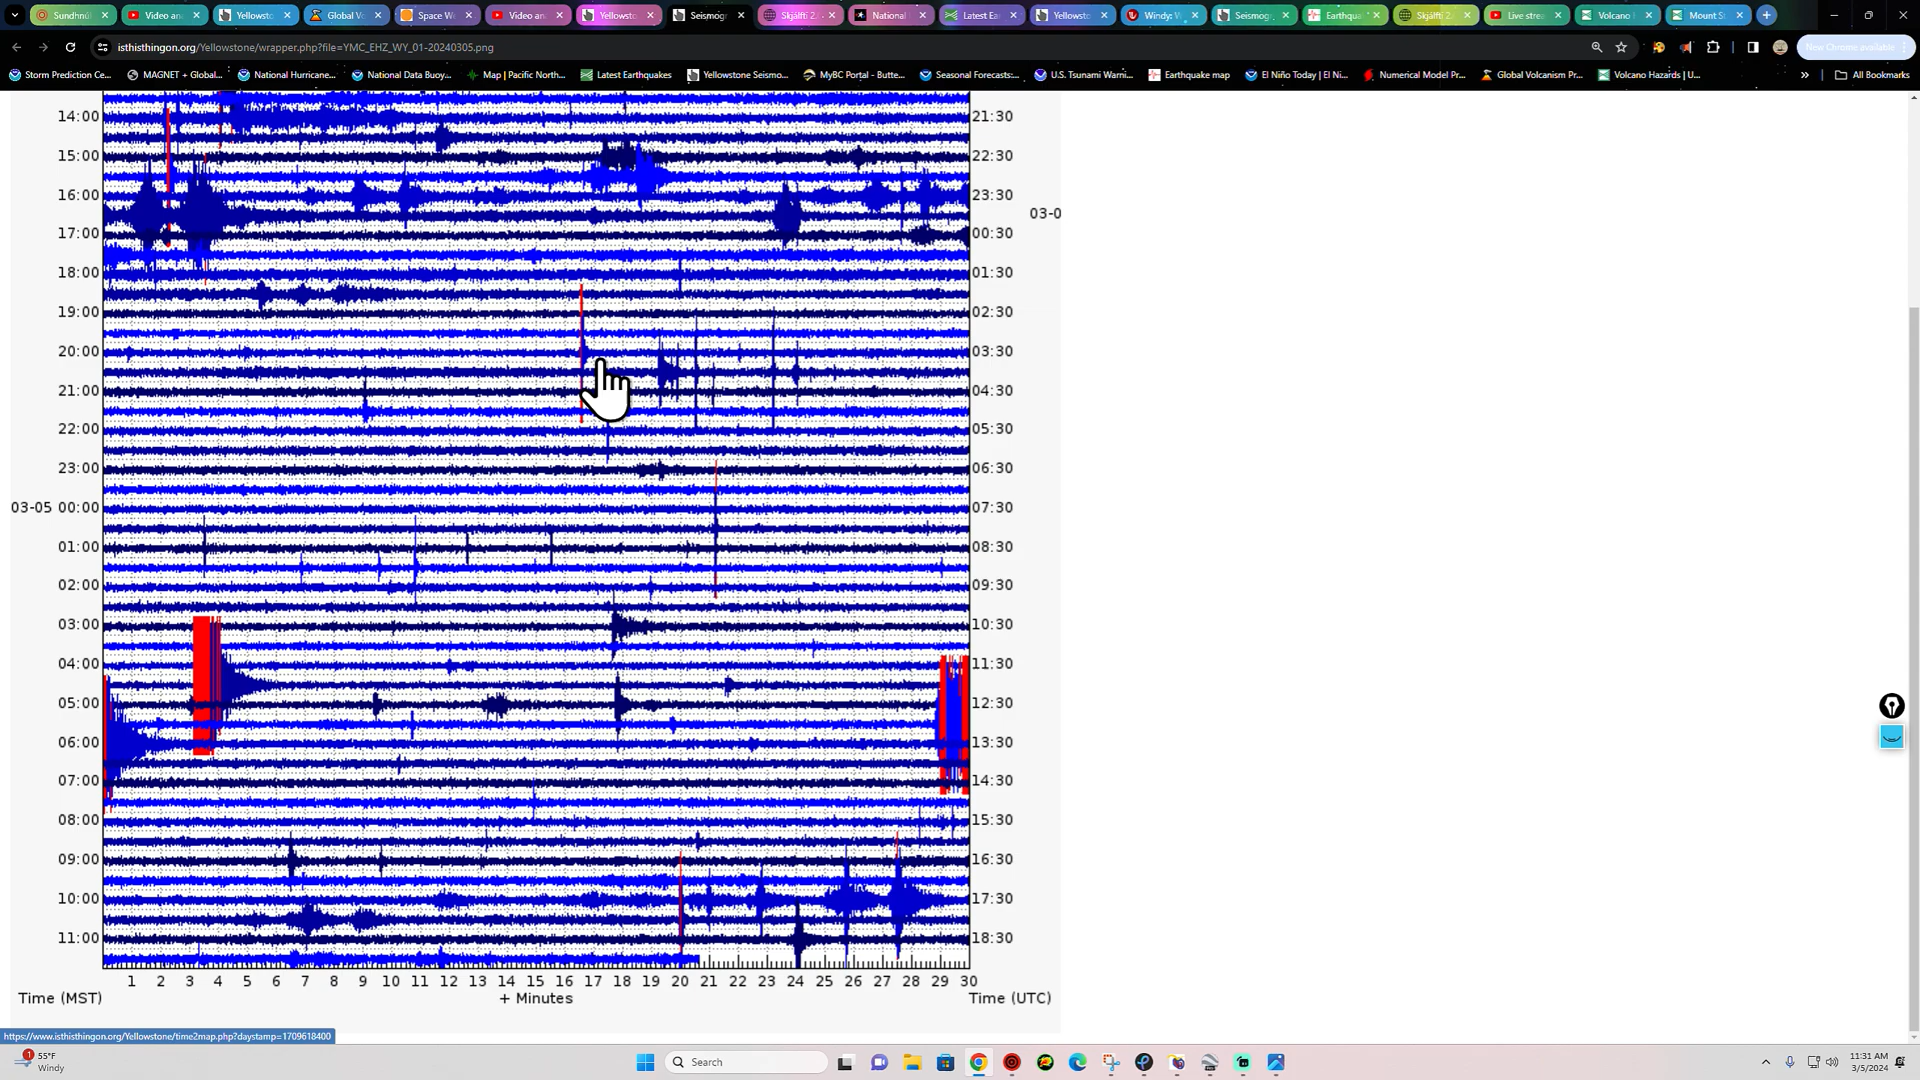 Sundhnúl
Video an
Yellowst
Global Vo
Space We
Video an
Yellowst
Seismog
Skjálfti 2.
National
Latest Ea
Yellowst
Windy: W
Seismog
Earthqua
Skjálfti 2.
Live stre
Volcano
Mount S
isthisthingon.org/Yellowstone/wrapper.php?file=YMC_EHZ_WY_01-20240305.png
New Chrome available
Storm Prediction Ce...
MAGNET + Global...
National Hurricane...
National Data Buoy...
Map | Pacific North...
Latest Earthquakes
Yellowstone Seismo...
MyBC Portal - Butte...
Seasonal Forecasts:...
U.S. Tsunami Warni...
Earthquake map
El Niño Today | El Ni...
Numerical Model Pr...
Global Volcanism Pr...
Volcano Hazards | U...
»
All Bookmarks
14:00 21:30
15:00 22:30
16:00 23:30
03-0
17:00 00:30
18:00 01:30
19:00 02:30
20:00 03:30
21:00 04:30
22:00 05:30
23:00 06:30
03-05 00:00 07:30
01:00 08:30
02:00 09:30
03:00 10:30
04:00 11:30
05:00 12:30
06:00 13:30
07:00 14:30
08:00 15:30
09:00 16:30
10:00 17:30
11:00 18:30
1 2 3 4 5 6 7 8 9 10 11 12 13 14 15 16 17 18 19 20 21 22 23 24 25 26 27 28 29 30
Time (MST) + Minutes Time (UTC)
https://www.isthisthingon.org/Yellowstone/time2map.php?daystamp=1709618400
1
55°F
Windy
Search
11:31 AM
3/5/2024